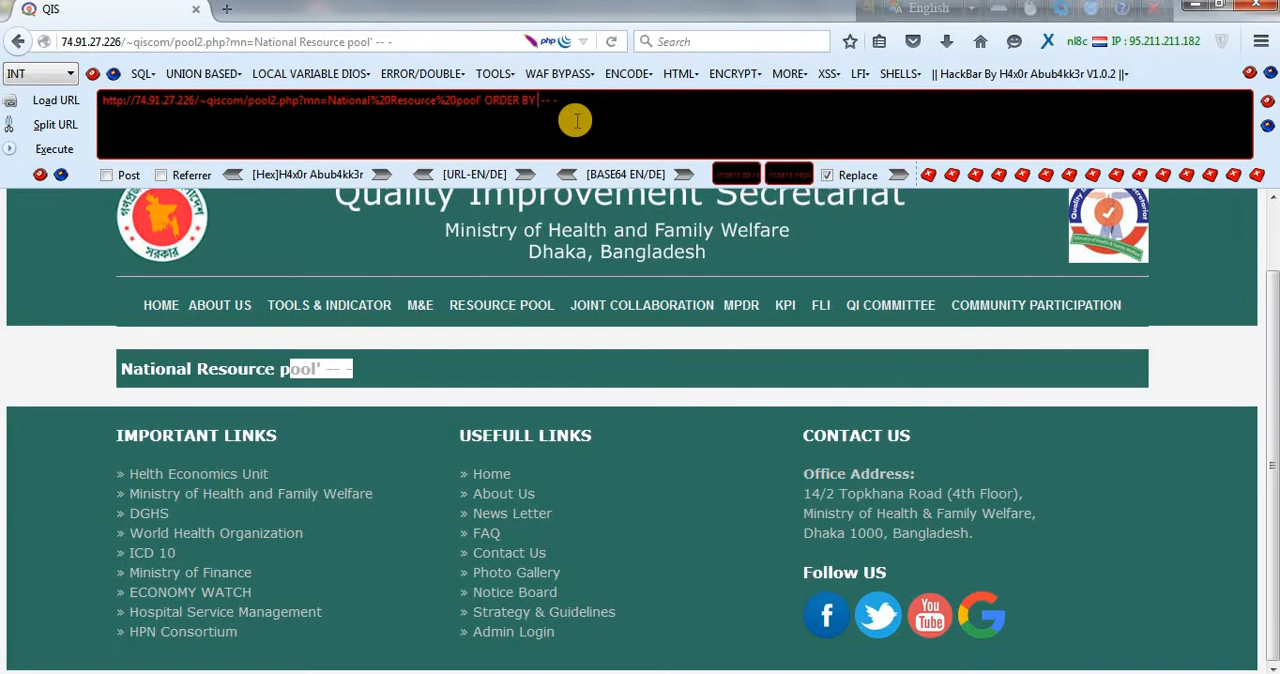 QIS
English
74.91.27.226/~qiscom/pool2.php?mn=National Resource pool' -- -
php
Search
nl8c IP : 95.211.211.182
INT
SQL- UNION BASED- LOCAL VARIABLE DIOS- ERROR/DOUBLE- TOOLS- WAF BYPASS- ENCODE- HTML- ENCRYPT- MORE- XSS- LFI- SHELLS- || HackBar By H4x0r Abub4kk3r V1.0.2 ||-
Load URL
http://74.91.27.226/~qiscom/pool2.php?mn=National%20Resource%20pool' ORDER BY -- -
Split URL
Execute
Post Referrer [Hex]H4x0r Abub4kk3r [URL-EN/DE] [BASE64 EN/DE] Replace
Quality Improvement Secretariat
Ministry of Health and Family Welfare
Dhaka, Bangladesh
HOME ABOUT US TOOLS & INDICATOR M&E RESOURCE POOL JOINT COLLABORATION MPDR KPI FLI QI COMMITTEE COMMUNITY PARTICIPATION
National Resource pool' -- -
IMPORTANT LINKS
» Helth Economics Unit
» Ministry of Health and Family Welfare
» DGHS
» World Health Organization
» ICD 10
» Ministry of Finance
» ECONOMY WATCH
» Hospital Service Management
» HPN Consortium
USEFULL LINKS
» Home
» About Us
» News Letter
» FAQ
» Contact Us
» Photo Gallery
» Notice Board
» Strategy & Guidelines
» Admin Login
CONTACT US
Office Address:
14/2 Topkhana Road (4th Floor),
Ministry of Health & Family Welfare,
Dhaka 1000, Bangladesh.
Follow US
You
Tube